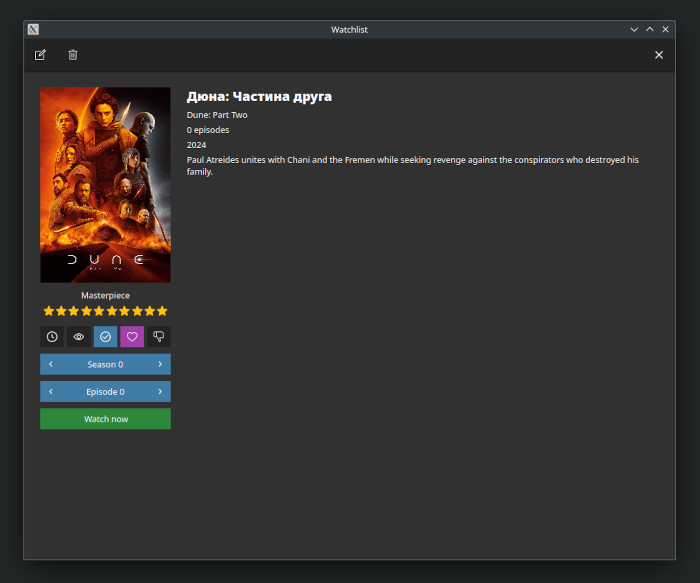 Watchlist
Дюна: Частина друга
Dune: Part Two
0 episodes
2024
Paul Atreides unites with Chani and the Fremen while seeking revenge against the conspirators who destroyed his
family.
DUNE
Masterpiece
Season 0
Episode 0
Watch now